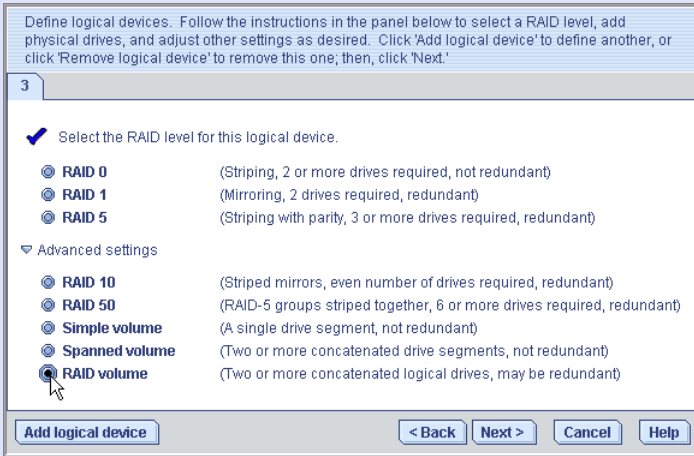 Define logical devices. Follow the instructions in the panel below to select a RAID level, add
physical drives, and adjust other settings as desired. Click 'Add logical device' to define another, or
click 'Remove logical device' to remove this one; then, click 'Next.'
3
Select the RAID level for this logical device.
RAID 0 (Striping, 2 or more drives required, not redundant)
RAID 1 (Mirroring, 2 drives required, redundant)
RAID 5 (Striping with parity, 3 or more drives required, redundant)
Advanced settings
RAID 10 (Striped mirrors, even number of drives required, redundant)
RAID 50 (RAID-5 groups striped together, 6 or more drives required, redundant)
Simple volume (A single drive segment, not redundant)
Spanned volume (Two or more concatenated drive segments, not redundant)
RAID volume (Two or more concatenated logical drives, may be redundant)
Add logical device < Back Next > Cancel Help